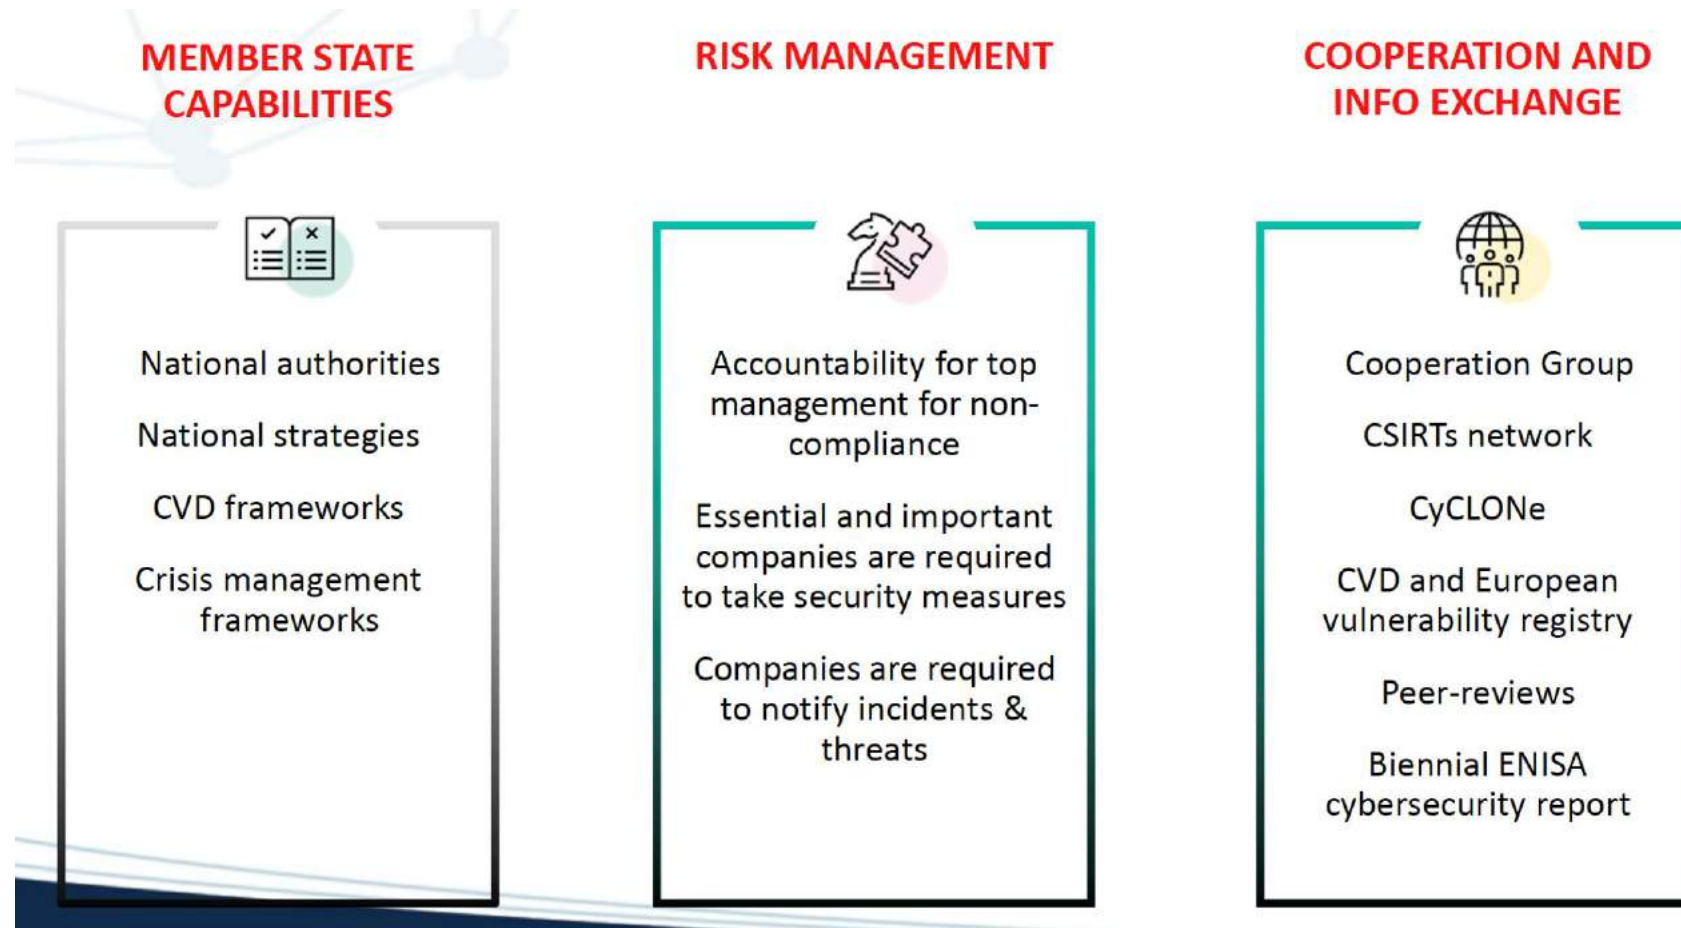 MEMBER STATE
CAPABILITIES
National authorities
National strategies
CVD frameworks
Crisis management
frameworks
RISK MANAGEMENT
Accountability for top
management for non-
compliance
Essential and important
companies are required
to take security measures
Companies are required
to notify incidents &
threats
COOPERATION AND
INFO EXCHANGE
Cooperation Group
CSIRTs network
CyCLONe
CVD and European
vulnerability registry
Peer-reviews
Biennial ENISA
cybersecurity report